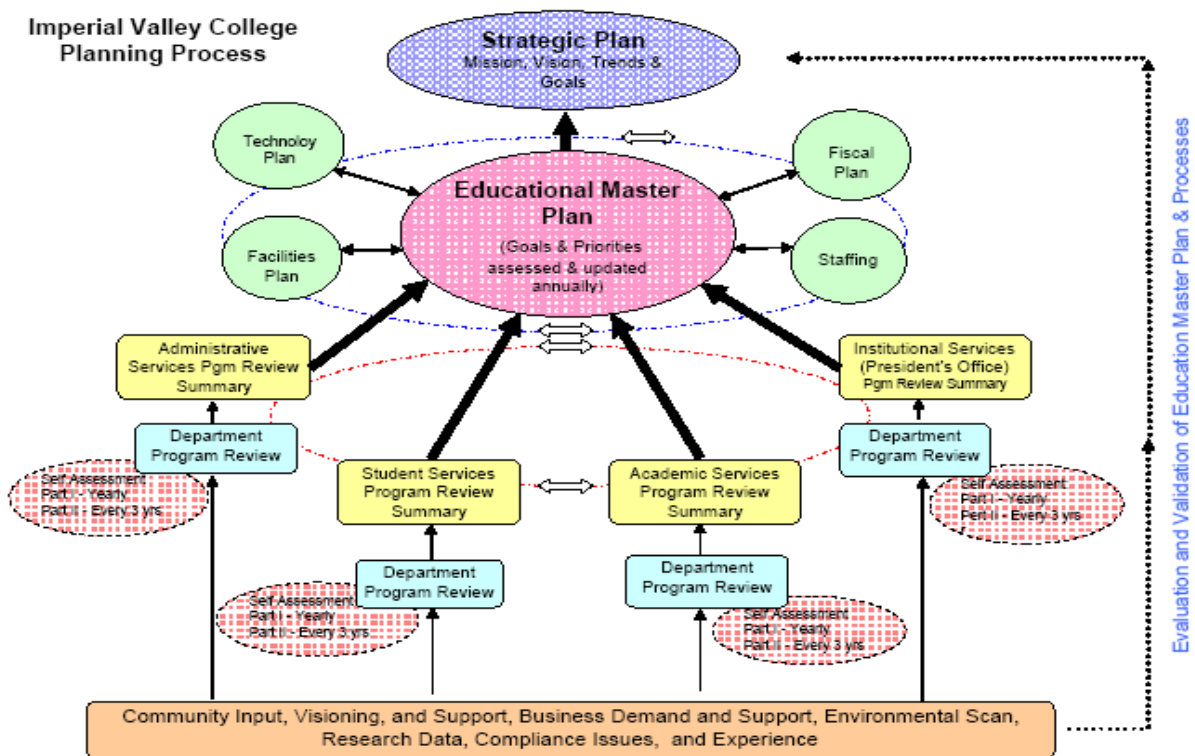 Imperial Valley College
Planning Process
Strategic Plan
Mission, Vision, Trends &
Goals
Technoloy
Plan
Fiscal
Plan
Educational Master
Plan
(Goals & Priorities
assessed & updated
annually)
Facilities
Plan
Staffing
Administrative
Services Pgm Review
Summary
Institutional Services
(President's Office)
Pgm Review Summary
Department
Program Review
Department
Program Review
Self Assessment
Part I - Yearly
Part II - Every 3 yrs
Student Services
Program Review
Summary
Academic Services
Program Review
Summary
Self Assessment
Part I - Yearly
Part II - Every 3 yrs
Department
Program Review
Department
Program Review
Self Assessment
Part I - Yearly
Part II - Every 3 yrs
Self Assessment
Part I - Yearly
Part II - Every 3 yrs
Community Input, Visioning, and Support, Business Demand and Support, Environmental Scan,
Research Data, Compliance Issues, and Experience
Evaluation and Validation of Education Master Plan & Processes